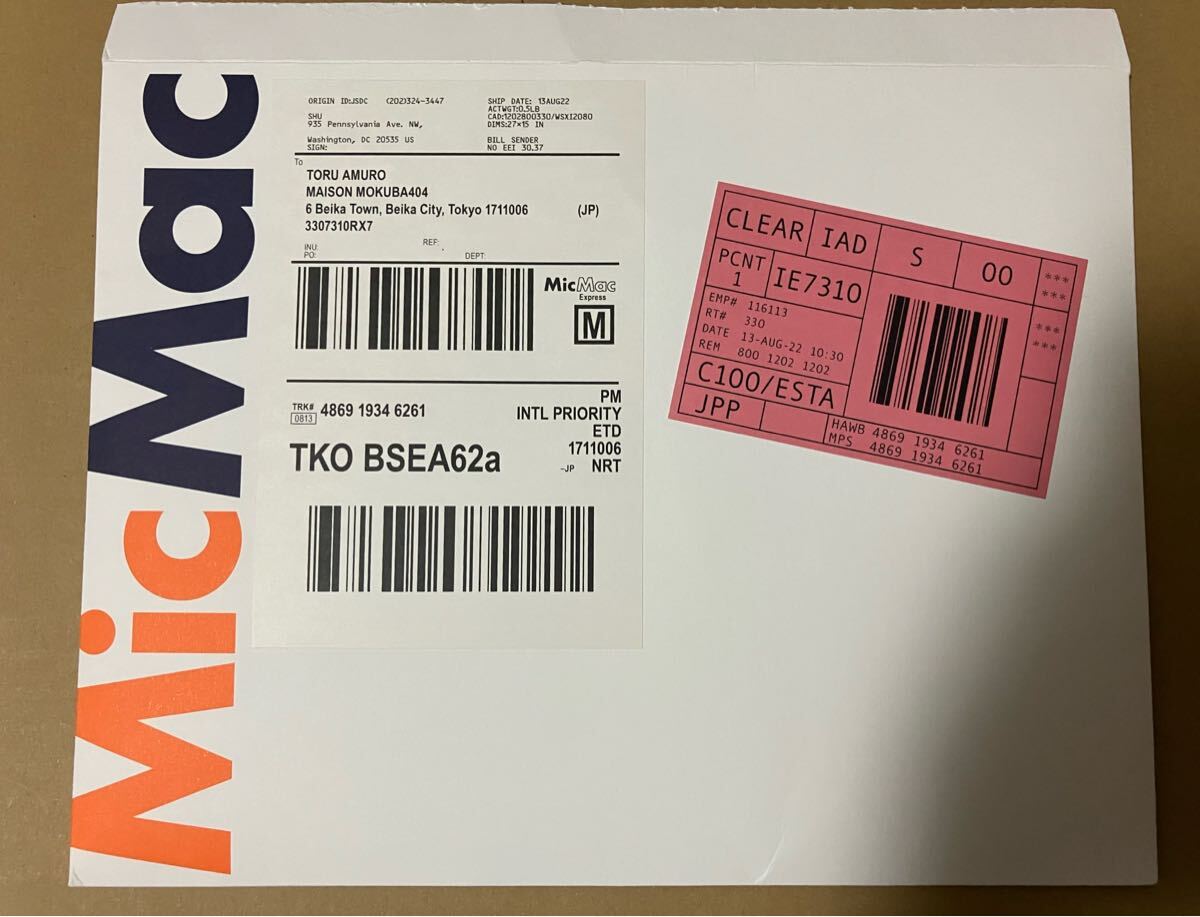 MicMac
ORIGIN ID:JSDC (202)324-3447
SHU
935 Pennsylvania Ave. NW,
Washington, DC 20535 US
SIGN:
SHIP DATE: 13AUG22
ACTWGT:0.5LB
CAD:1202800330/WSXI2080
DIMS:27×15 IN
BILL SENDER
NO EEI 30.37
To
TORU AMURO
MAISON MOKUBA404
6 Beika Town, Beika City, Tokyo 1711006 (JP)
3307310RX7
INU:
PO:
REF:
DEPT:
MicMac
Express
M
TRK# 4869 1934 6261
0813
PM
INTL PRIORITY
ETD
1711006
-JP NRT
TKO BSEA62a
CLEAR IAD S 00 ***
***
PCNT
1
IE7310
***
***
EMP# 116113
RT# 330
DATE 13-AUG-22 10:30
REM 800 1202 1202
C100/ESTA
JPP
HAWB 4869 1934 6261
MPS 4869 1934 6261